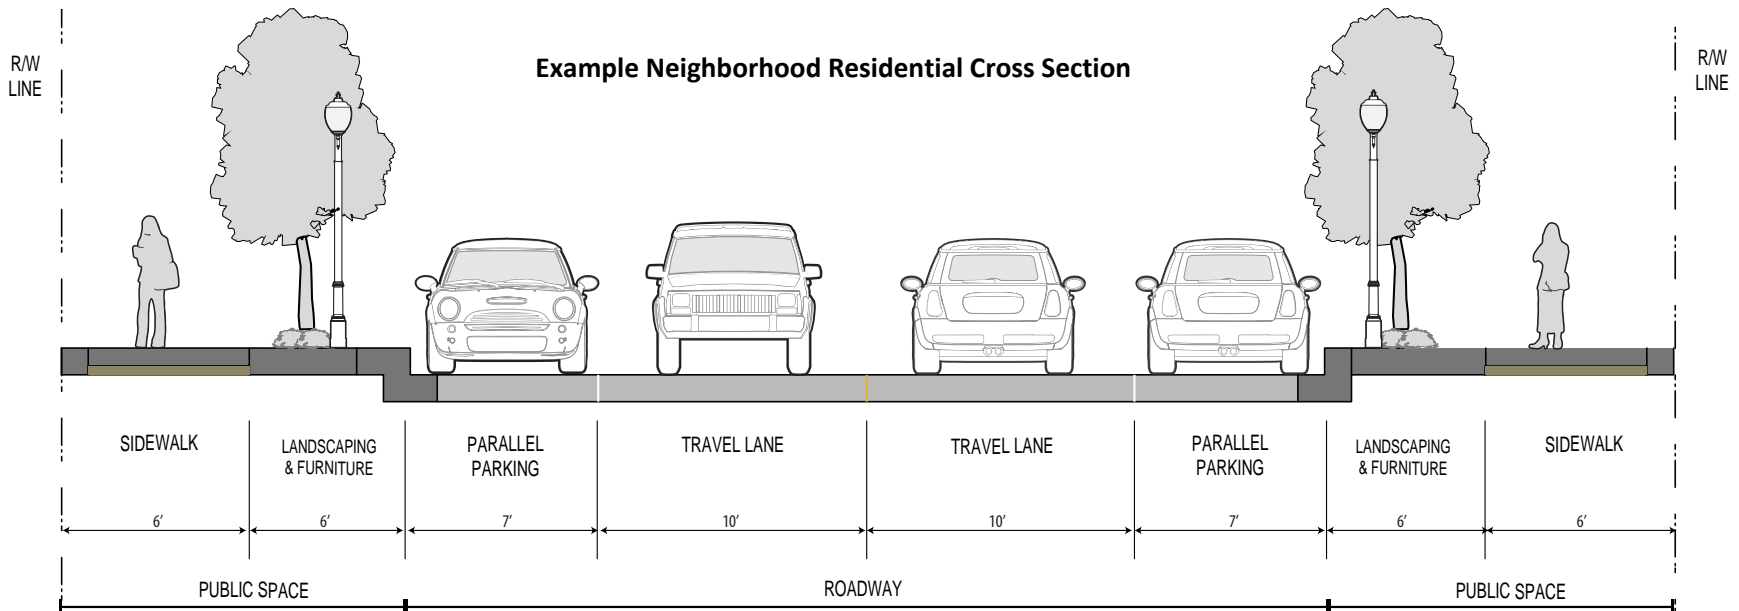 Example Neighborhood Residential Cross Section
R/W
LINE
R/W
LINE
SIDEWALK
LANDSCAPING
& FURNITURE
PARALLEL
PARKING
TRAVEL LANE
TRAVEL LANE
PARALLEL
PARKING
LANDSCAPING
& FURNITURE
SIDEWALK
6’
6’
7’
10’
10’
7’
6’
6’
PUBLIC SPACE
ROADWAY
PUBLIC SPACE